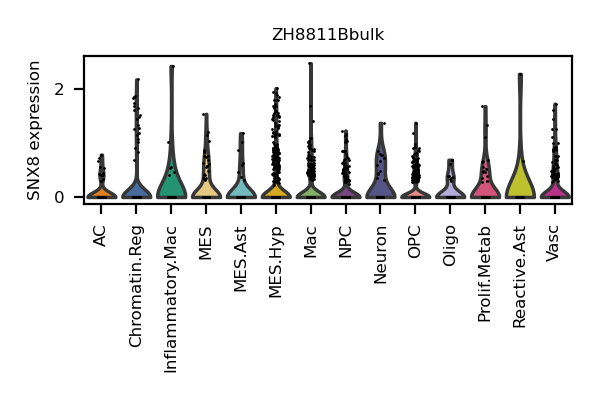 ZH8811Bbulk
SNX8 expression
2
0
AC
Chromatin.Reg
Inflammatory.Mac
MES
MES.Ast
MES.Hyp
Mac
NPC
Neuron
OPC
Oligo
Prolif.Metab
Reactive.Ast
Vasc